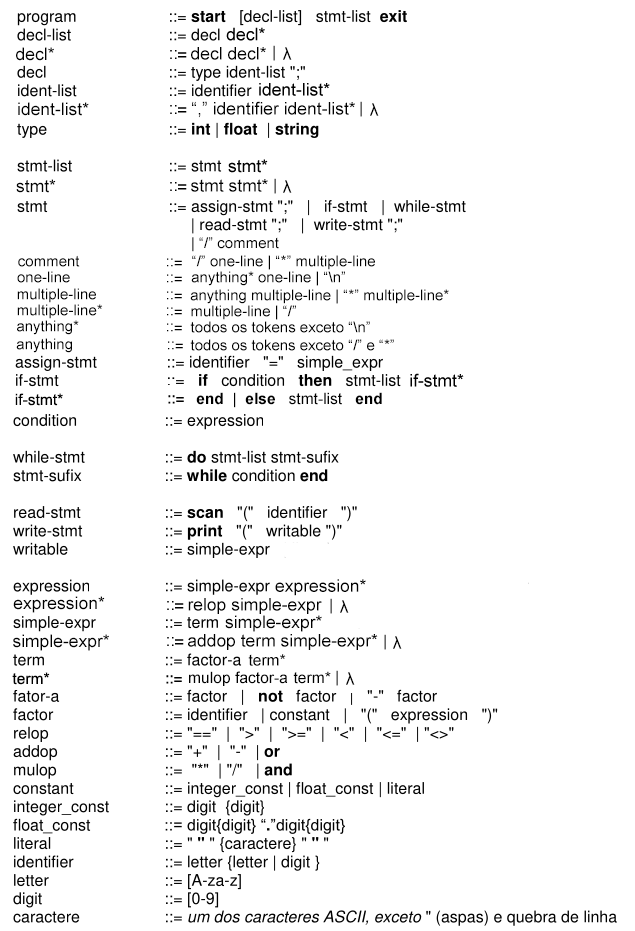 program ::= start [decl-list] stmt-list exit
decl-list ::= decl decl*
decl* ::= decl decl* | λ
decl ::= type ident-list ";"
ident-list ::= identifier ident-list*
ident-list* ::= “,” identifier ident-list* | λ
type ::= int | float | string
stmt-list ::= stmt stmt*
stmt* ::= stmt stmt* | λ
stmt ::= assign-stmt ";" | if-stmt | while-stmt
| read-stmt ";" | write-stmt ";"
| “/” comment
comment ::= “/” one-line | “*” multiple-line
one-line ::= anything* one-line | “\n”
multiple-line ::= anything multiple-line | “*” multiple-line*
multiple-line* ::= multiple-line | “/”
anything* ::= todos os tokens exceto “\n”
anything ::= todos os tokens exceto “/” e “*”
assign-stmt ::= identifier "=" simple_expr
if-stmt ::= if condition then stmt-list if-stmt*
if-stmt* ::= end | else stmt-list end
condition ::= expression
while-stmt ::= do stmt-list stmt-sufix
stmt-sufix ::= while condition end
read-stmt ::= scan "(" identifier ")"
write-stmt ::= print "(" writable ")"
writable ::= simple-expr
expression ::= simple-expr expression*
expression* ::= relop simple-expr | λ
simple-expr ::= term simple-expr*
simple-expr* ::= addop term simple-expr* | λ
term ::= factor-a term*
term* ::= mulop factor-a term* | λ
fator-a ::= factor | not factor | "-" factor
factor ::= identifier | constant | "(" expression ")"
relop ::= "==" | ">" | ">=" | "<" | "<=" | "<>"
addop ::= "+" | "-" | or
mulop ::= "*" | "/" | and
constant ::= integer_const | float_const | literal
integer_const ::= digit {digit}
float_const ::= digit{digit} “.”digit{digit}
literal ::= " " " {caractere} " " "
identifier ::= letter {letter | digit }
letter ::= [A-za-z]
digit ::= [0-9]
caractere ::= um dos caracteres ASCII, exceto " (aspas) e quebra de linha